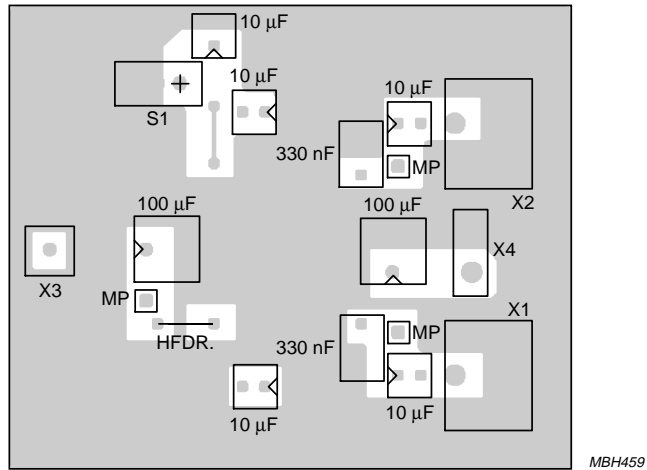 10 μF
10 μF
10 μF
S1
330 nF
MP
X2
100 μF
100 μF
X4
X3
MP
X1
MP
HFDR.
330 nF
10 μF
10 μF
MBH459